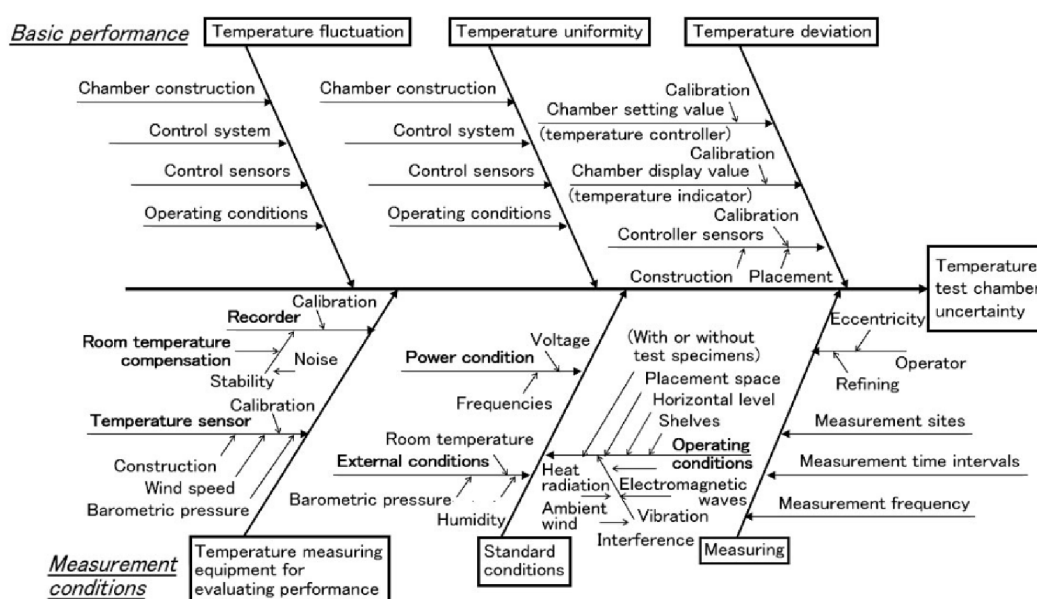 Basic performance
Temperature fluctuation
Temperature uniformity
Temperature deviation
Chamber construction
Control system
Control sensors
Operating conditions
Chamber construction
Control system
Control sensors
Operating conditions
Calibration
Chamber setting value
(temperature controller)
Calibration
Chamber display value
(temperature indicator)
Calibration
Controller sensors
Construction
Placement
Temperature
test chamber
uncertainty
Calibration
Recorder
Room temperature
compensation
Noise
Stability
Calibration
Temperature sensor
Construction
Wind speed
Barometric pressure
Temperature measuring
equipment for
evaluating performance
Voltage
Power condition
Frequencies
Room temperature
External conditions
Barometric pressure
Humidity
(With or without
test specimens)
Placement space
Horizontal level
Shelves
Operating
conditions
Heat
radiation
Electromagnetic
waves
Ambient
wind
Vibration
Interference
Standard
conditions
Eccentricity
Operator
Refining
Measurement sites
Measurement time intervals
Measurement frequency
Measuring
Measurement
conditions